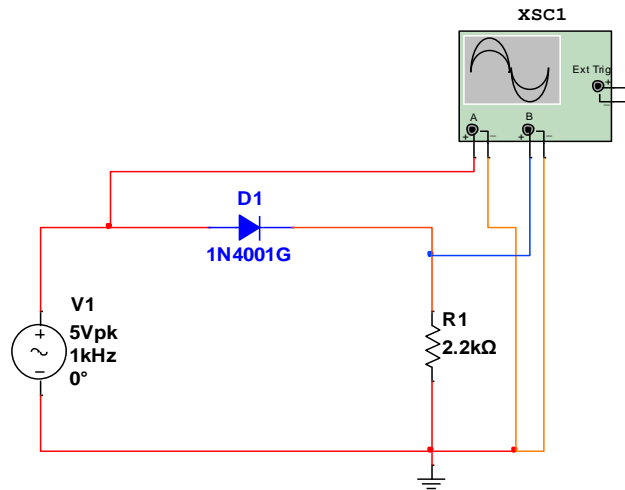 XSC1
Ext Trig
+
–
A
B
+
–
+
–
D1
1N4001G
V1
+
–
5Vpk
1kHz
0°
R1
2.2kΩ